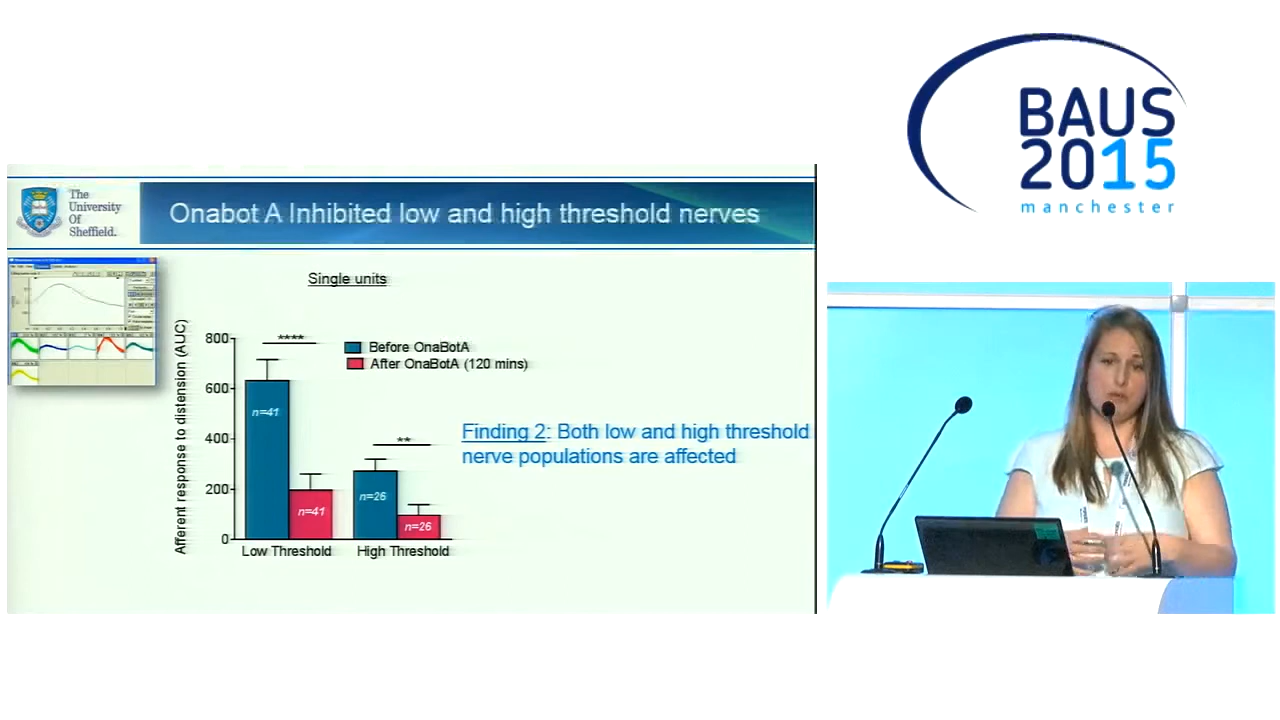 BAUS
2015
manchester
The
University
Of
Sheffield.
Onabot A Inhibited low and high threshold nerves
Single units
Afferent response to distension (AUC)
800
600
400
200
0
****
**
Before OnaBotA
After OnaBotA (120 mins)
n=41
n=41
n=26
n=26
Low Threshold
High Threshold
Finding 2: Both low and high threshold
nerve populations are affected